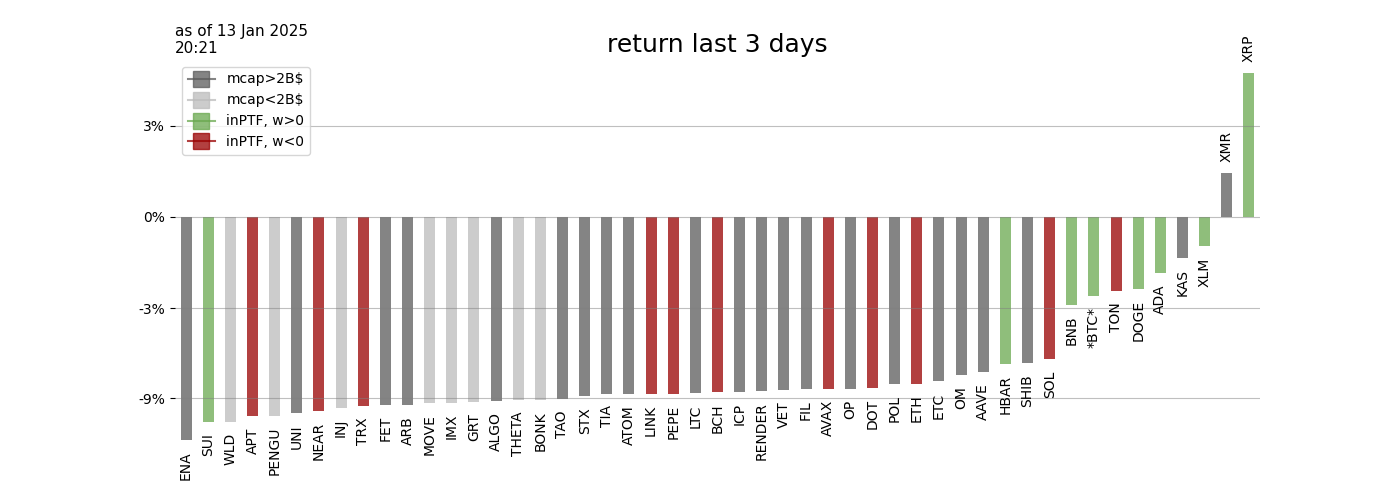 as of 13 Jan 2025
20:21
return last 3 days
mcap>2B$
mcap<2B$
inPTF, w>0
inPTF, w<0
3%
0%
-3%
-9%
ENA
SUI
WLD
APT
PENGU
UNI
NEAR
INJ
TRX
FET
ARB
MOVE
IMX
GRT
ALGO
THETA
BONK
TAO
STX
TIA
ATOM
LINK
PEPE
LTC
BCH
ICP
RENDER
VET
FIL
AVAX
OP
DOT
POL
ETH
ETC
OM
AAVE
HBAR
SHIB
SOL
BNB
*BTC*
TON
DOGE
ADA
KAS
XLM
XMR
XRP